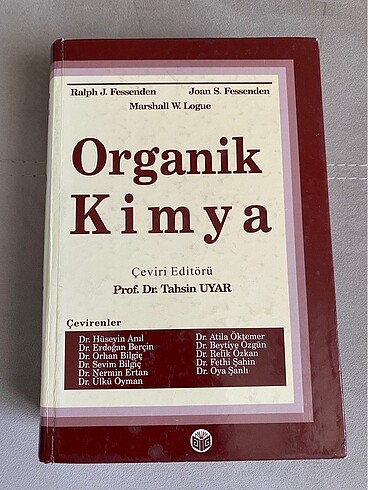 Ralph J. Fessenden Joan S. Fessenden
Marshall W. Logue
Organik
Kimya
Çeviri Editörü
Prof. Dr. Tahsin UYAR
Çevirenler
Dr. Hüseyin Anıl
Dr. Erdoğan Berçin
Dr. Orhan Bilgiç
Dr. Sevim Bilgiç
Dr. Nermin Ertan
Dr. Ülkü Oyman
Dr. Atila Öktemer
Dr. Beytiye Özgün
Dr. Refik Özkan
Dr. Fethi Şahin
Dr. Oya Şanlı